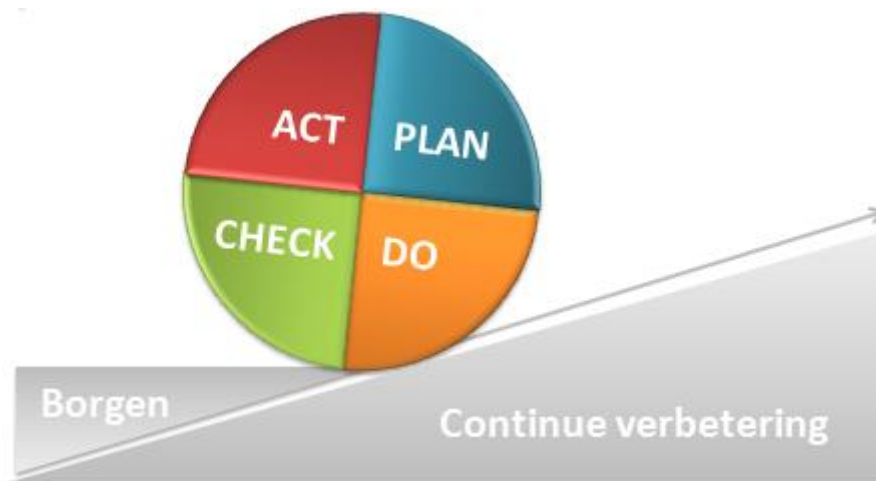 ACT
PLAN
CHECK
DO
Borgen
Continue verbetering